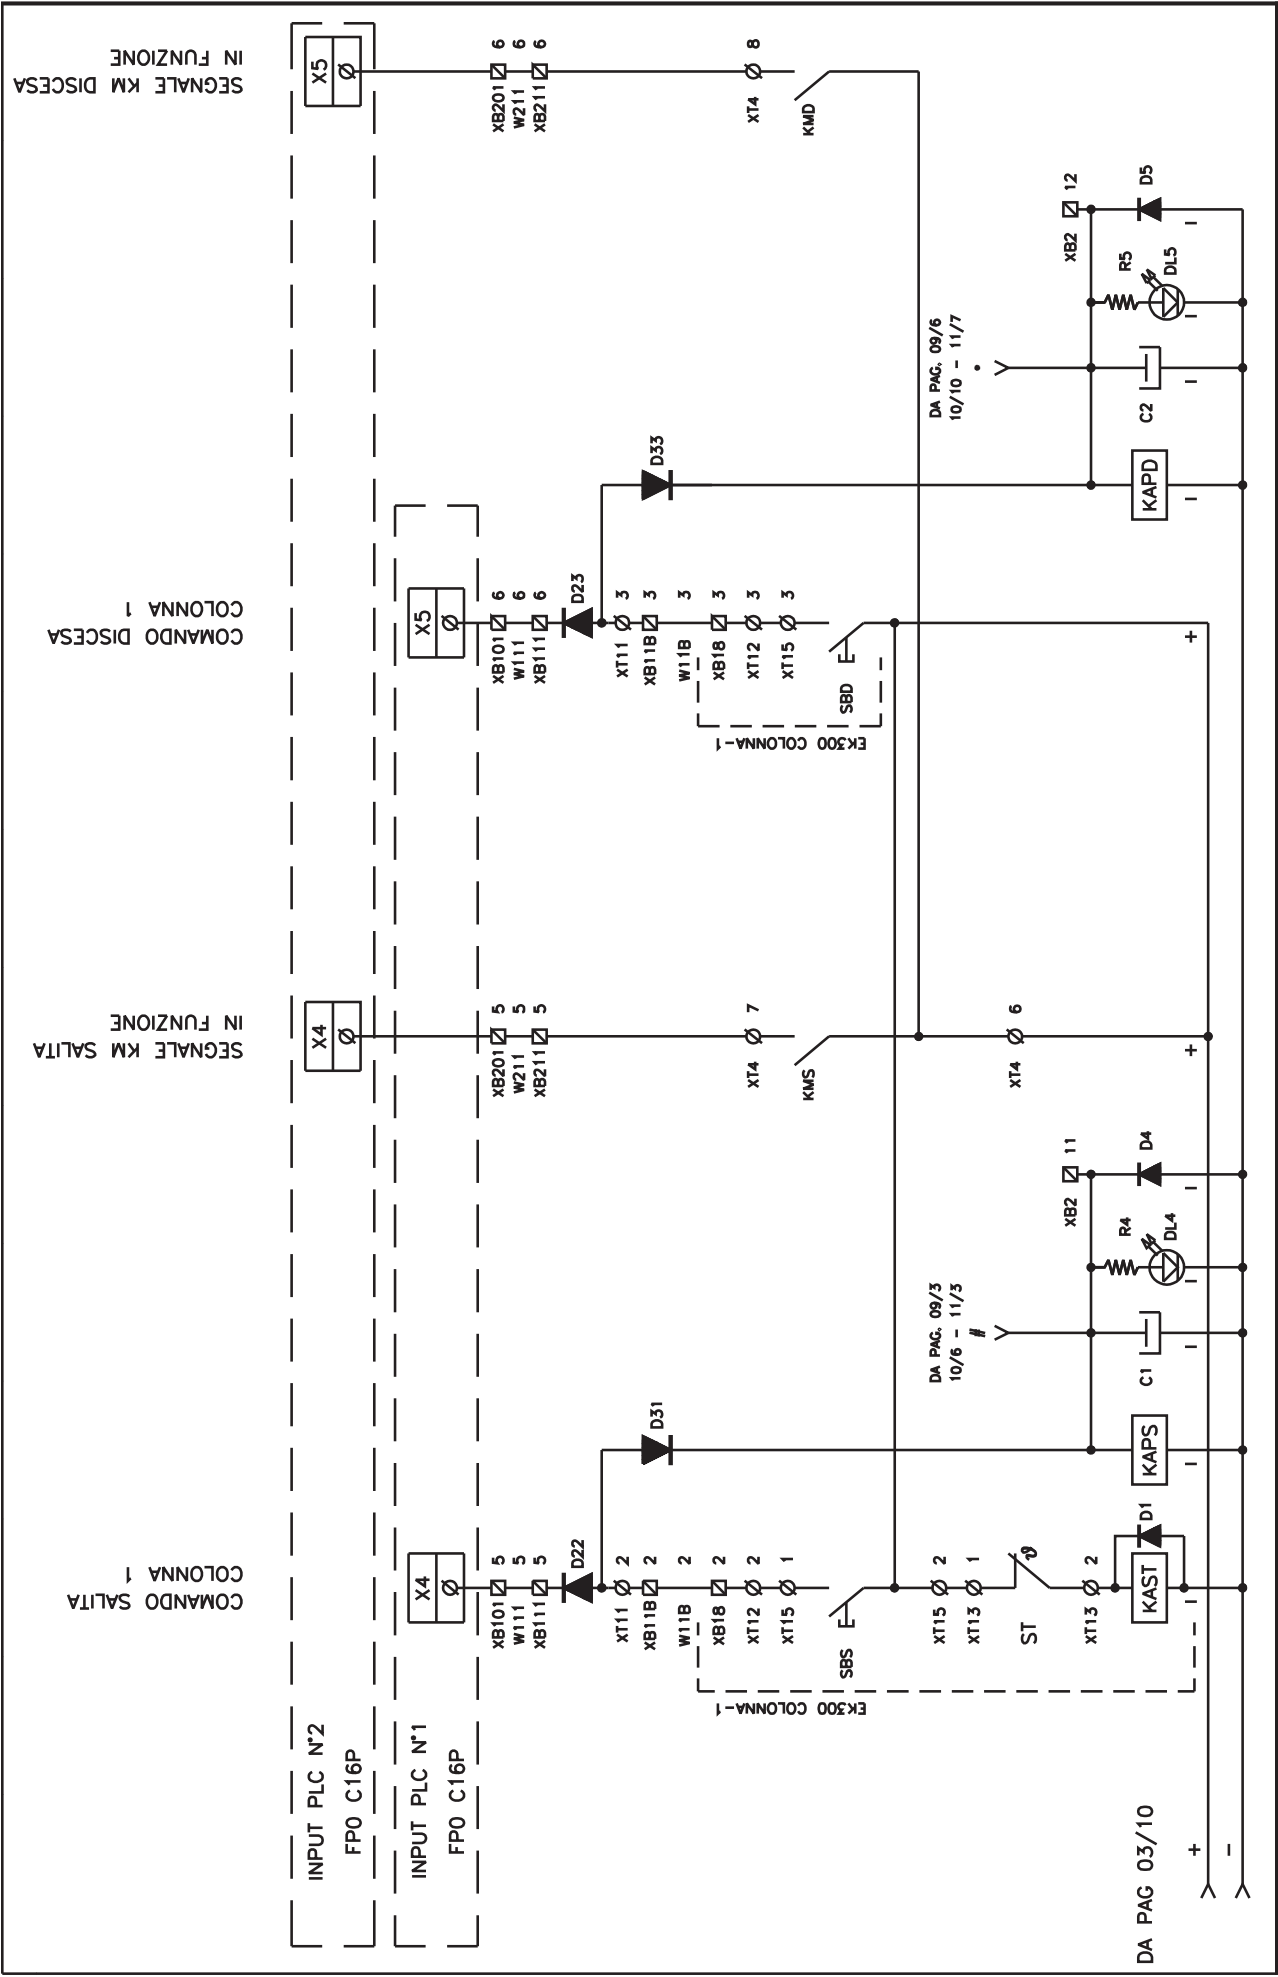 SEGNALE KM DISCESA
IN FUNZIONE
X5
XB201 6
W211 6
XB211 6
XT4 8
KMD
XB2 12
D5
R5
DL5
DA PAG. 09/6
10/10 - 11/7
•
C2
KAPD
-
-
-
-
D33
COMANDO DISCESA
COLONNA 1
X5
XB101 6
W111 6
XB111 6
D23
XT11 3
XB11B 3
W11B 3
XB18 3
XT12 3
XT15 3
SBD
EK300 COLONNA-1
+
SEGNALE KM SALITA
IN FUNZIONE
X4
XB201 5
W211 5
XB211 5
XT4 7
KMS
XT4 6
+
XB2 11
D4
R4
DL4
DA PAG. 09/3
10/6 - 11/3
#
C1
KAPS
-
-
-
-
D31
COMANDO SALITA
COLONNA 1
X4
XB101 5
W111 5
XB111 5
D22
XT11 2
XB11B 2
W11B 2
XB18 2
XT12 2
XT15 1
SBS
XT15 2
XT13 1
ST
ϑ
XT13 2
KAST
D1
-
EK300 COLONNA-1
INPUT PLC N°2
FP0 C16P
INPUT PLC N°1
FP0 C16P
DA PAG 03/10
+
-